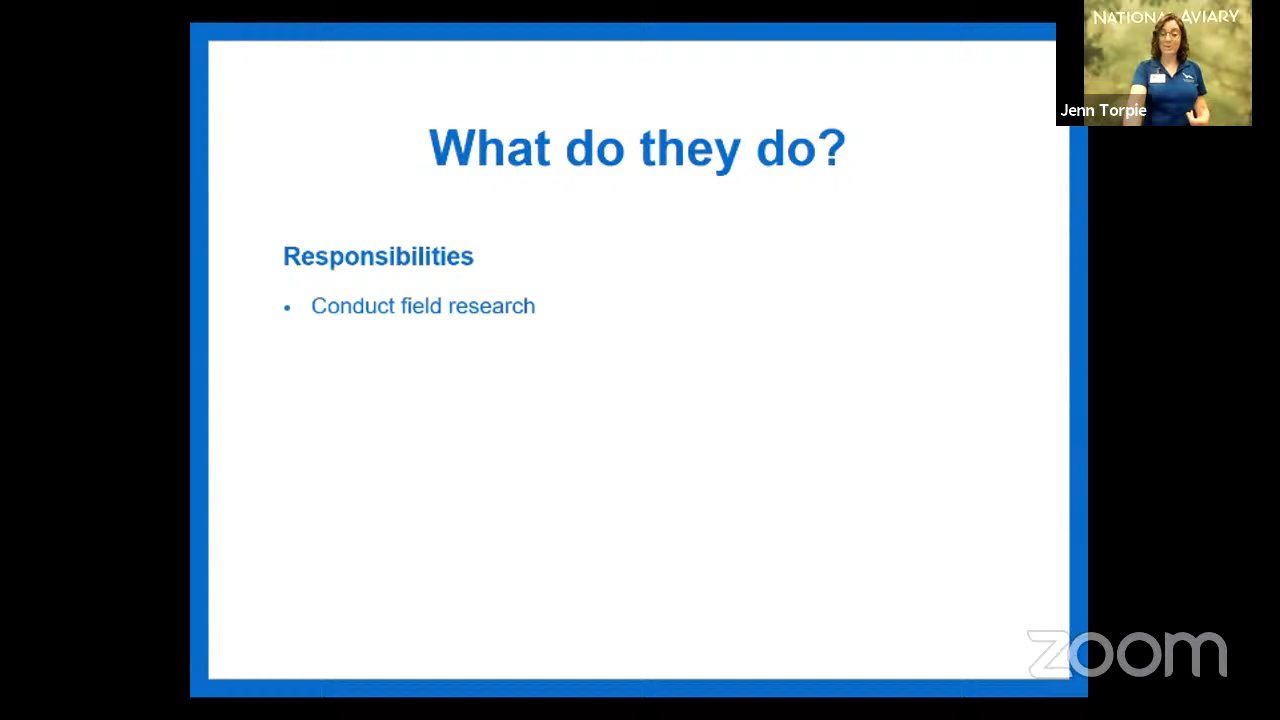 NATIONAL AVIARY
Jenn Torpie
What do they do?
Responsibilities
• Conduct field research
zoom